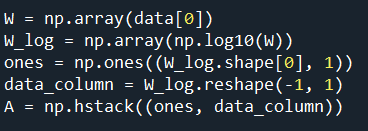 W = np.array(data[0])
W_log = np.array(np.log10(W))
ones = np.ones((W_log.shape[0], 1))
data_column = W_log.reshape(-1, 1)
A = np.hstack((ones, data_column))